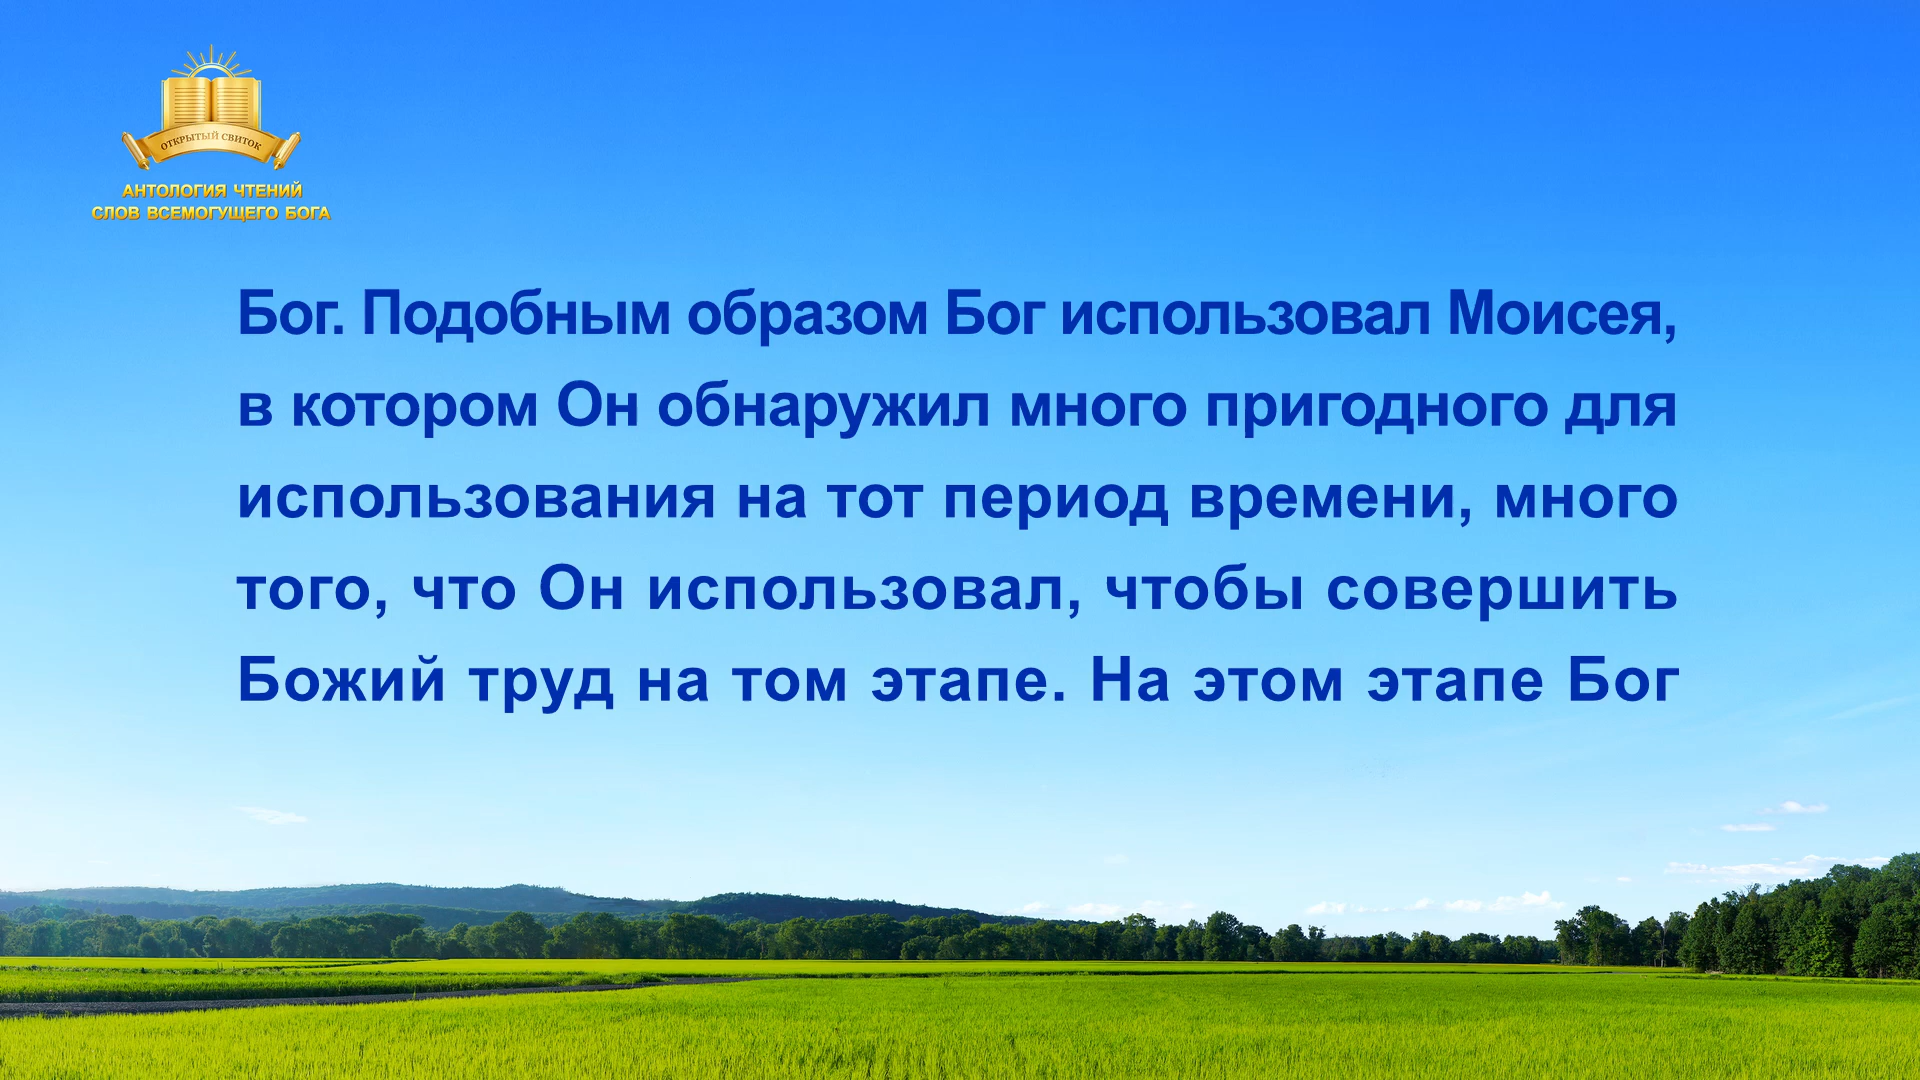 ОТКРЫТЫЙ СВИТОК
АНТОЛОГИЯ ЧТЕНИЙ
СЛОВ ВСЕМОГУЩЕГО БОГА
Бог. Подобным образом Бог использовал Моисея,
в котором Он обнаружил много пригодного для
использования на тот период времени, много
того, что Он использовал, чтобы совершить
Божий труд на том этапе. На этом этапе Бог